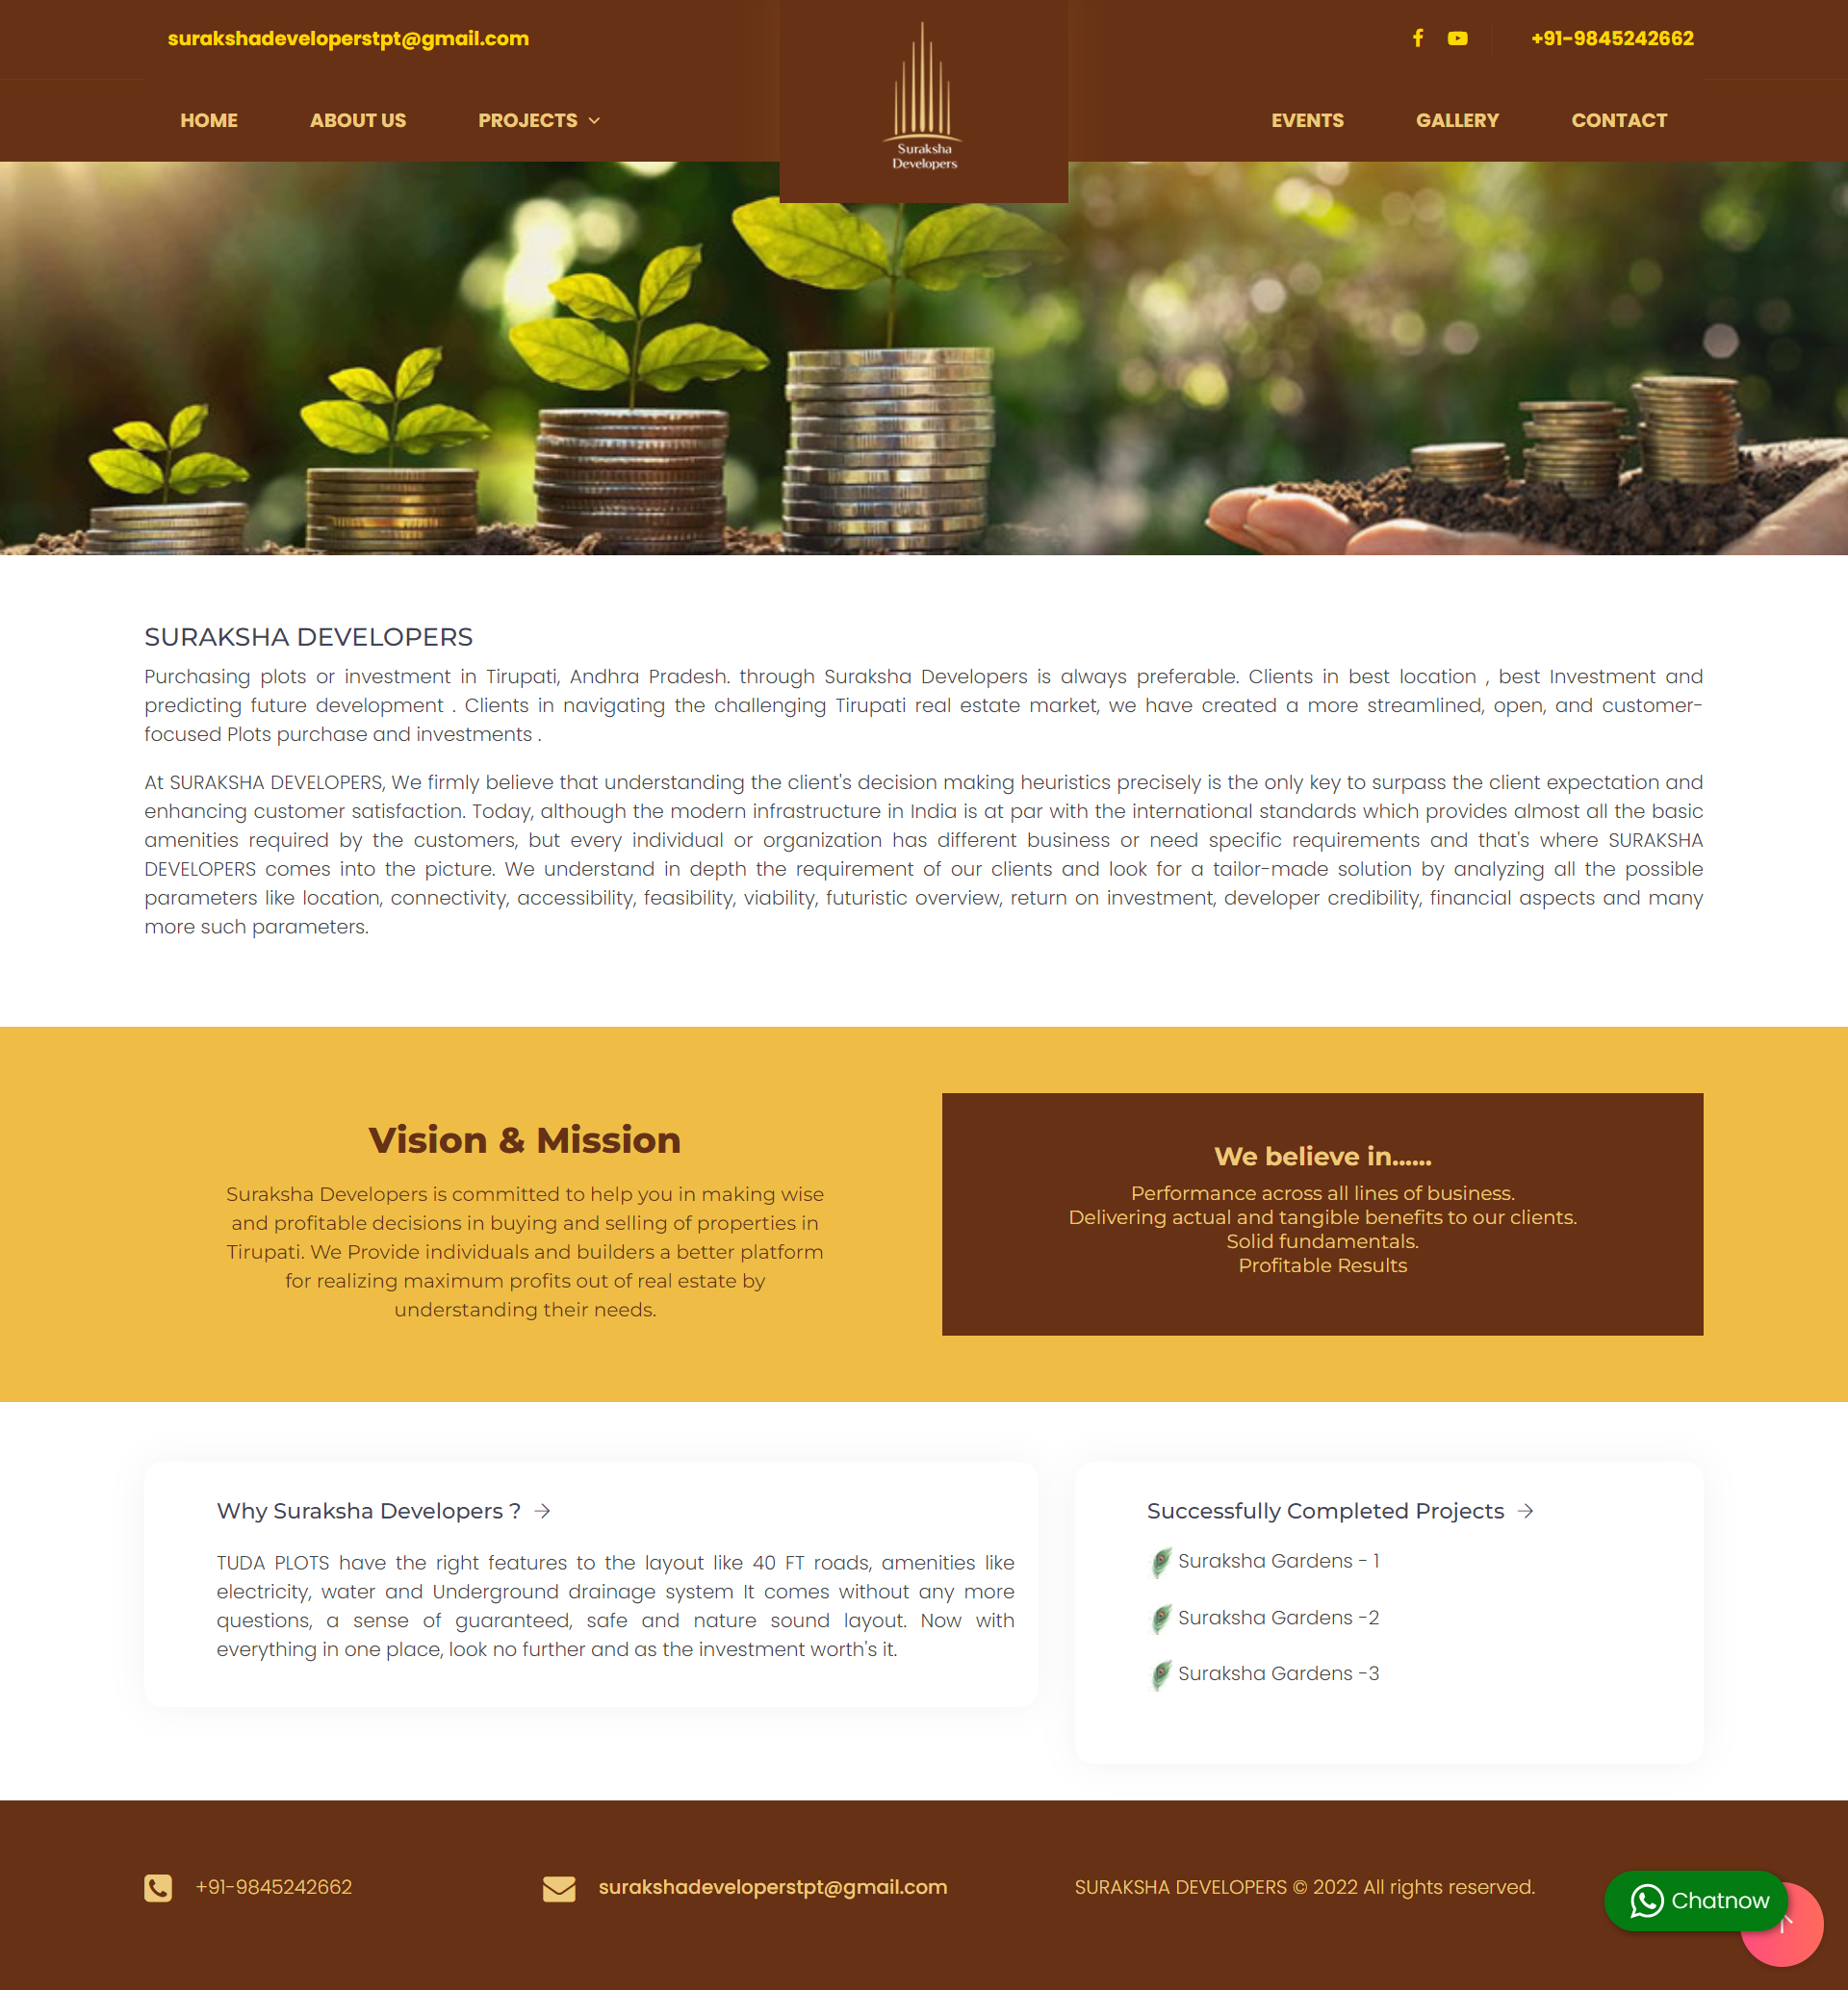 surakshadeveloperstpt@gmail.com
+91-9845242662
HOME
ABOUT US
PROJECTS
Suraksha
Developers
EVENTS
GALLERY
CONTACT
SURAKSHA DEVELOPERS
Purchasing plots or investment in Tirupati, Andhra Pradesh. through Suraksha Developers is always preferable. Clients in best location , best Investment and
predicting future development . Clients in navigating the challenging Tirupati real estate market, we have created a more streamlined, open, and customer-
focused Plots purchase and investments .
At SURAKSHA DEVELOPERS, We firmly believe that understanding the client's decision making heuristics precisely is the only key to surpass the client expectation and
enhancing customer satisfaction. Today, although the modern infrastructure in India is at par with the international standards which provides almost all the basic
amenities required by the customers, but every individual or organization has different business or need specific requirements and that's where SURAKSHA
DEVELOPERS comes into the picture. We understand in depth the requirement of our clients and look for a tailor-made solution by analyzing all the possible
parameters like location, connectivity, accessibility, feasibility, viability, futuristic overview, return on investment, developer credibility, financial aspects and many
more such parameters.
Vision & Mission
Suraksha Developers is committed to help you in making wise
and profitable decisions in buying and selling of properties in
Tirupati. We Provide individuals and builders a better platform
for realizing maximum profits out of real estate by
understanding their needs.
We believe in......
Performance across all lines of business.
Delivering actual and tangible benefits to our clients.
Solid fundamentals.
Profitable Results
Why Suraksha Developers ?
TUDA PLOTS have the right features to the layout like 40 FT roads, amenities like
electricity, water and Underground drainage system It comes without any more
questions, a sense of guaranteed, safe and nature sound layout. Now with
everything in one place, look no further and as the investment worth's it.
Successfully Completed Projects
Suraksha Gardens - 1
Suraksha Gardens -2
Suraksha Gardens -3
+91-9845242662
surakshadeveloperstpt@gmail.com
SURAKSHA DEVELOPERS © 2022 All rights reserved.
Chatnow